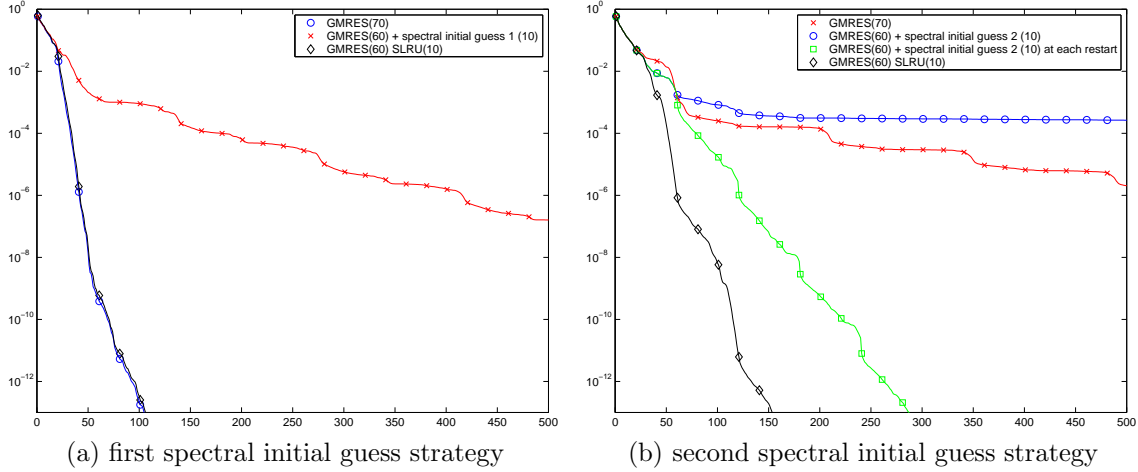 GMRES(70)
GMRES(60) + spectral initial guess 1 (10)
GMRES(60) SLRU(10)
10^0
10^−2
10^−4
10^−6
10^−8
10^−10
10^−12
0 50 100 150 200 250 300 350 400 450 500
(a) first spectral initial guess strategy
GMRES(70)
GMRES(60) + spectral initial guess 2 (10)
GMRES(60) + spectral initial guess 2 (10) at each restart
GMRES(60) SLRU(10)
10^0
10^−2
10^−4
10^−6
10^−8
10^−10
10^−12
0 50 100 150 200 250 300 350 400 450 500
(b) second spectral initial guess strategy